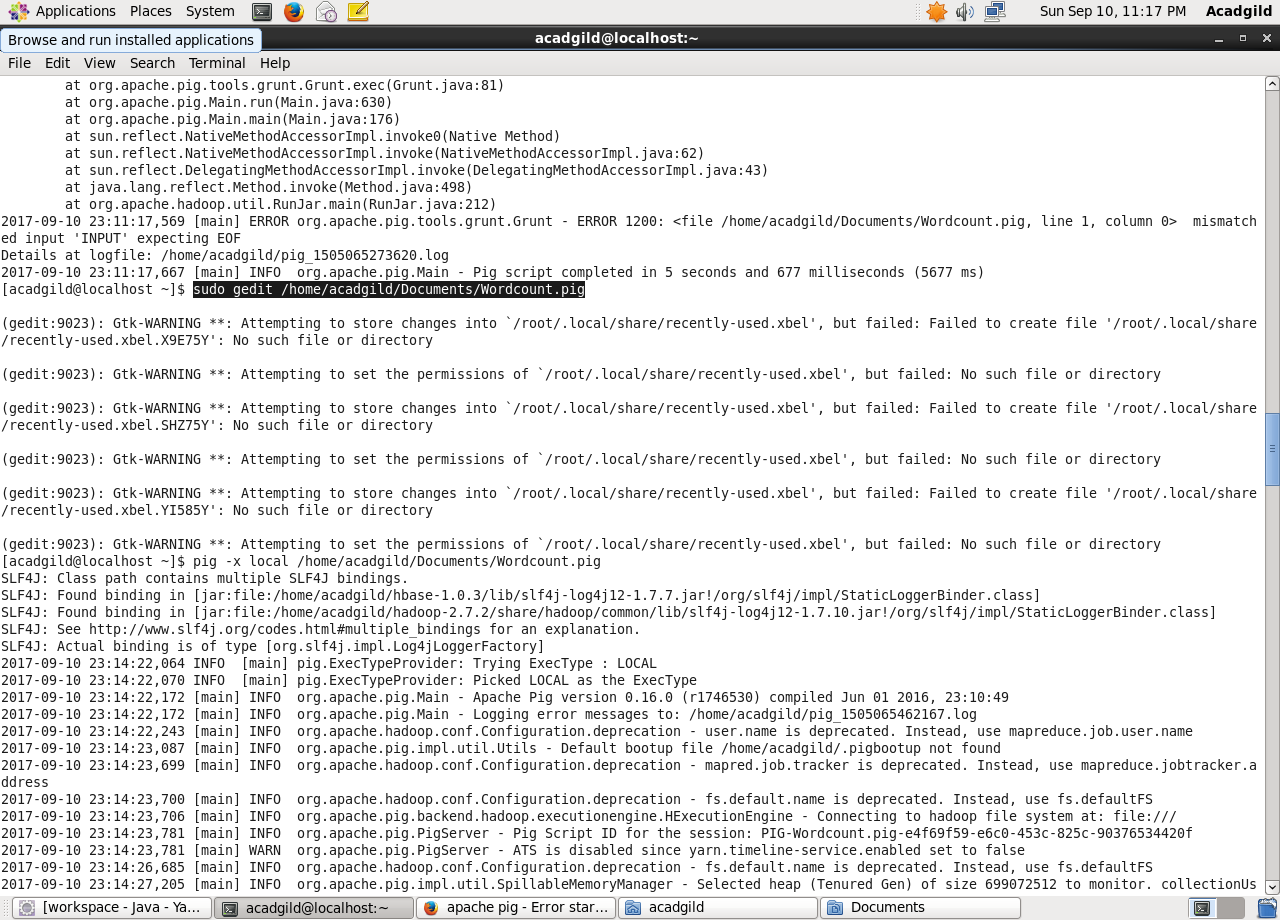 Applications Places System Sun Sep 10, 11:17 PM Acadgild
Browse and run installed applications acadgild@localhost:~
File Edit View Search Terminal Help
at org.apache.pig.tools.grunt.Grunt.exec(Grunt.java:81)
at org.apache.pig.Main.run(Main.java:630)
at org.apache.pig.Main.main(Main.java:176)
at sun.reflect.NativeMethodAccessorImpl.invoke0(Native Method)
at sun.reflect.NativeMethodAccessorImpl.invoke(NativeMethodAccessorImpl.java:62)
at sun.reflect.DelegatingMethodAccessorImpl.invoke(DelegatingMethodAccessorImpl.java:43)
at java.lang.reflect.Method.invoke(Method.java:498)
at org.apache.hadoop.util.RunJar.main(RunJar.java:212)
2017-09-10 23:11:17,569 [main] ERROR org.apache.pig.tools.grunt.Grunt - ERROR 1200: <file /home/acadgild/Documents/Wordcount.pig, line 1, column 0>  mismatch
ed input 'INPUT' expecting EOF
Details at logfile: /home/acadgild/pig_1505065273620.log
2017-09-10 23:11:17,667 [main] INFO  org.apache.pig.Main - Pig script completed in 5 seconds and 677 milliseconds (5677 ms)
[acadgild@localhost ~]$ sudo gedit /home/acadgild/Documents/Wordcount.pig
(gedit:9023): Gtk-WARNING **: Attempting to store changes into `/root/.local/share/recently-used.xbel', but failed: Failed to create file '/root/.local/share
/recently-used.xbel.X9E75Y': No such file or directory
(gedit:9023): Gtk-WARNING **: Attempting to set the permissions of `/root/.local/share/recently-used.xbel', but failed: No such file or directory
(gedit:9023): Gtk-WARNING **: Attempting to store changes into `/root/.local/share/recently-used.xbel', but failed: Failed to create file '/root/.local/share
/recently-used.xbel.SHZ75Y': No such file or directory
(gedit:9023): Gtk-WARNING **: Attempting to set the permissions of `/root/.local/share/recently-used.xbel', but failed: No such file or directory
(gedit:9023): Gtk-WARNING **: Attempting to store changes into `/root/.local/share/recently-used.xbel', but failed: Failed to create file '/root/.local/share
/recently-used.xbel.YI585Y': No such file or directory
(gedit:9023): Gtk-WARNING **: Attempting to set the permissions of `/root/.local/share/recently-used.xbel', but failed: No such file or directory
[acadgild@localhost ~]$ pig -x local /home/acadgild/Documents/Wordcount.pig
SLF4J: Class path contains multiple SLF4J bindings.
SLF4J: Found binding in [jar:file:/home/acadgild/hbase-1.0.3/lib/slf4j-log4j12-1.7.7.jar!/org/slf4j/impl/StaticLoggerBinder.class]
SLF4J: Found binding in [jar:file:/home/acadgild/hadoop-2.7.2/share/hadoop/common/lib/slf4j-log4j12-1.7.10.jar!/org/slf4j/impl/StaticLoggerBinder.class]
SLF4J: See http://www.slf4j.org/codes.html#multiple_bindings for an explanation.
SLF4J: Actual binding is of type [org.slf4j.impl.Log4jLoggerFactory]
2017-09-10 23:14:22,064 INFO  [main] pig.ExecTypeProvider: Trying ExecType : LOCAL
2017-09-10 23:14:22,070 INFO  [main] pig.ExecTypeProvider: Picked LOCAL as the ExecType
2017-09-10 23:14:22,172 [main] INFO  org.apache.pig.Main - Apache Pig version 0.16.0 (r1746530) compiled Jun 01 2016, 23:10:49
2017-09-10 23:14:22,172 [main] INFO  org.apache.pig.Main - Logging error messages to: /home/acadgild/pig_1505065462167.log
2017-09-10 23:14:22,243 [main] INFO  org.apache.hadoop.conf.Configuration.deprecation - user.name is deprecated. Instead, use mapreduce.job.user.name
2017-09-10 23:14:23,087 [main] INFO  org.apache.pig.impl.util.Utils - Default bootup file /home/acadgild/.pigbootup not found
2017-09-10 23:14:23,699 [main] INFO  org.apache.hadoop.conf.Configuration.deprecation - mapred.job.tracker is deprecated. Instead, use mapreduce.jobtracker.a
ddress
2017-09-10 23:14:23,700 [main] INFO  org.apache.hadoop.conf.Configuration.deprecation - fs.default.name is deprecated. Instead, use fs.defaultFS
2017-09-10 23:14:23,706 [main] INFO  org.apache.pig.backend.hadoop.executionengine.HExecutionEngine - Connecting to hadoop file system at: file:///
2017-09-10 23:14:23,781 [main] INFO  org.apache.pig.PigServer - Pig Script ID for the session: PIG-Wordcount.pig-e4f69f59-e6c0-453c-825c-90376534420f
2017-09-10 23:14:23,781 [main] WARN  org.apache.pig.PigServer - ATS is disabled since yarn.timeline-service.enabled set to false
2017-09-10 23:14:26,685 [main] INFO  org.apache.hadoop.conf.Configuration.deprecation - fs.default.name is deprecated. Instead, use fs.defaultFS
2017-09-10 23:14:27,205 [main] INFO  org.apache.pig.impl.util.SpillableMemoryManager - Selected heap (Tenured Gen) of size 699072512 to monitor. collectionUs
[workspace - Java - Ya... acadgild@localhost:~ apache pig - Error star... acadgild Documents